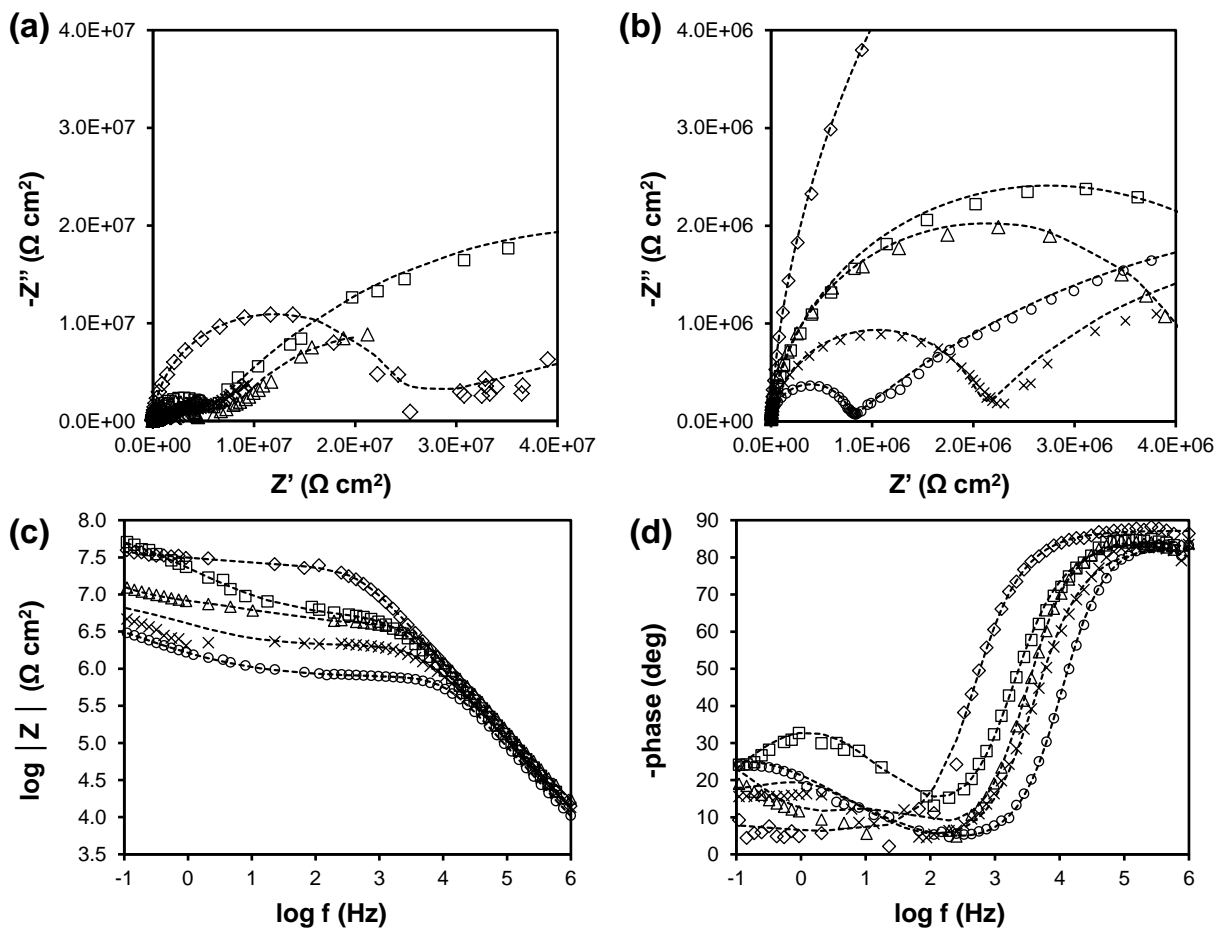 (a)
4.0E+07
3.0E+07
2.0E+07
1.0E+07
0.0E+00
-Z” (Ω cm²)
0.0E+00 1.0E+07 2.0E+07 3.0E+07 4.0E+07
Z’ (Ω cm²)
(b)
4.0E+06
3.0E+06
2.0E+06
1.0E+06
0.0E+00
-Z” (Ω cm²)
0.0E+00 1.0E+06 2.0E+06 3.0E+06 4.0E+06
Z’ (Ω cm²)
(c)
8.0
7.5
7.0
6.5
6.0
5.5
5.0
4.5
4.0
3.5
log |Z| (Ω cm²)
-1 0 1 2 3 4 5 6
log f (Hz)
(d)
90
80
70
60
50
40
30
20
10
0
-phase (deg)
-1 0 1 2 3 4 5 6
log f (Hz)